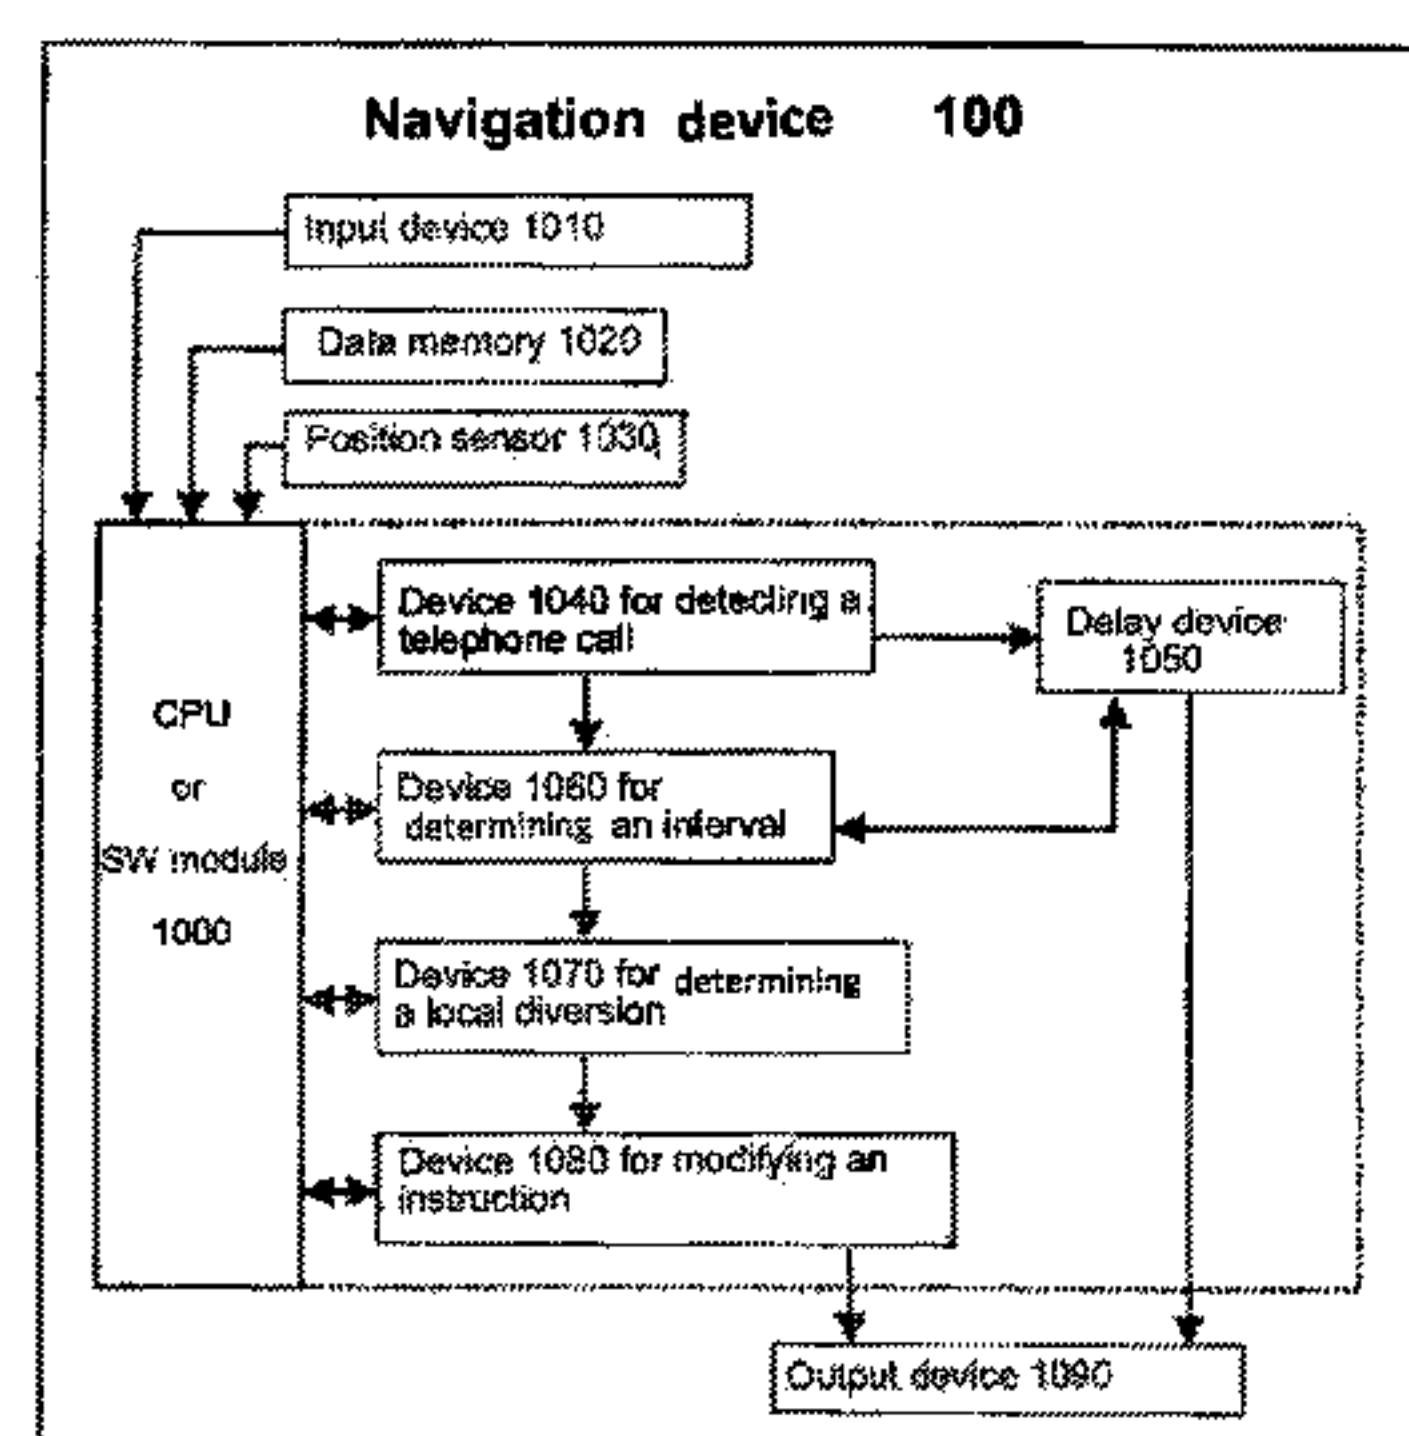 Navigation device 100
Input device 1010
Data memory 1020
Position sensor 1030
Device 1040 for detecting a
telephone call
Delay device
1050
CPU
or
SW module
1000
Device 1060 for
determining an interval
Device 1070 for determining
a local diversion
Device 1080 for modifying an
instruction
Output device 1090